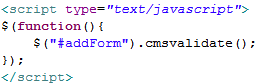 <script type="text/javascript">
$(function(){
    $("#addForm").cmsvalidate();
});
</script>